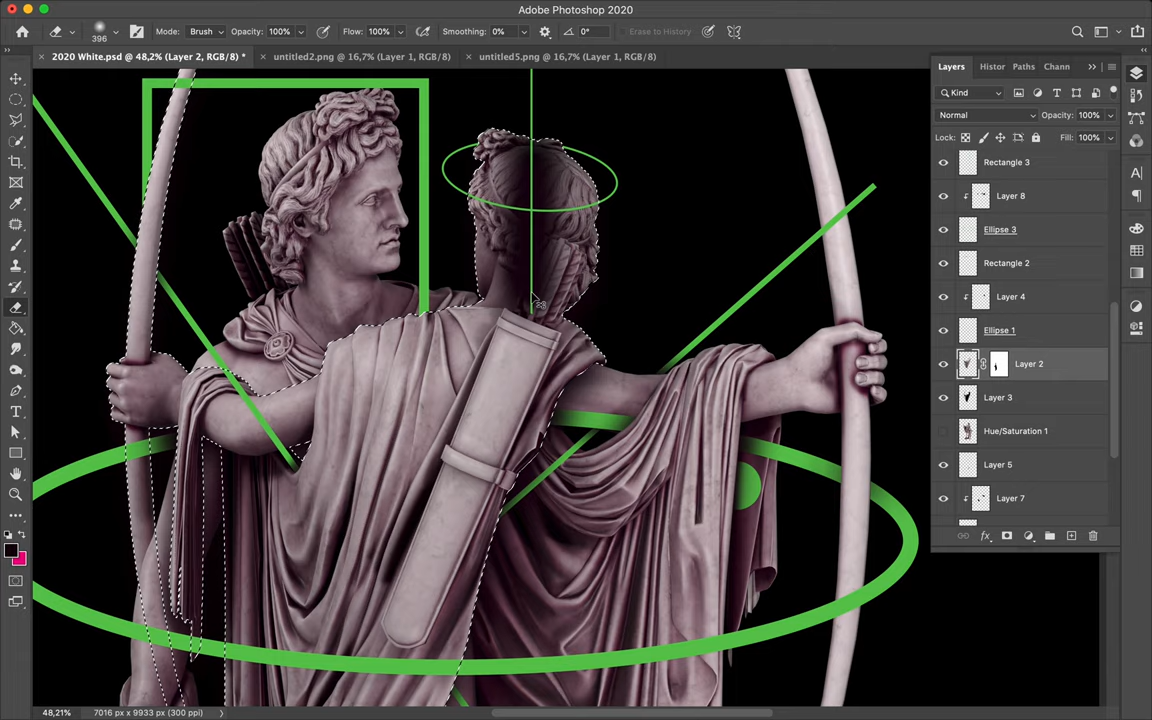 Adobe Photoshop 2020
396
Mode: Brush
Opacity: 100%
Flow: 100%
Smoothing: 0%
0°
Erase to History
2020 White.psd @ 48,2% (Layer 2, RGB/8) *
untitled2.png @ 16,7% (Layer 1, RGB/8)
untitled5.png @ 16,7% (Layer 1, RGB/8)
Layers
Histor
Paths
Chann
Kind
Normal
Opacity: 100%
Lock:
Fill: 100%
Rectangle 3
Layer 8
Ellipse 3
Rectangle 2
Layer 4
Ellipse 1
Layer 2
Layer 3
Hue/Saturation 1
Layer 5
Layer 7
48,21%
7016 px x 9933 px (300 ppi)